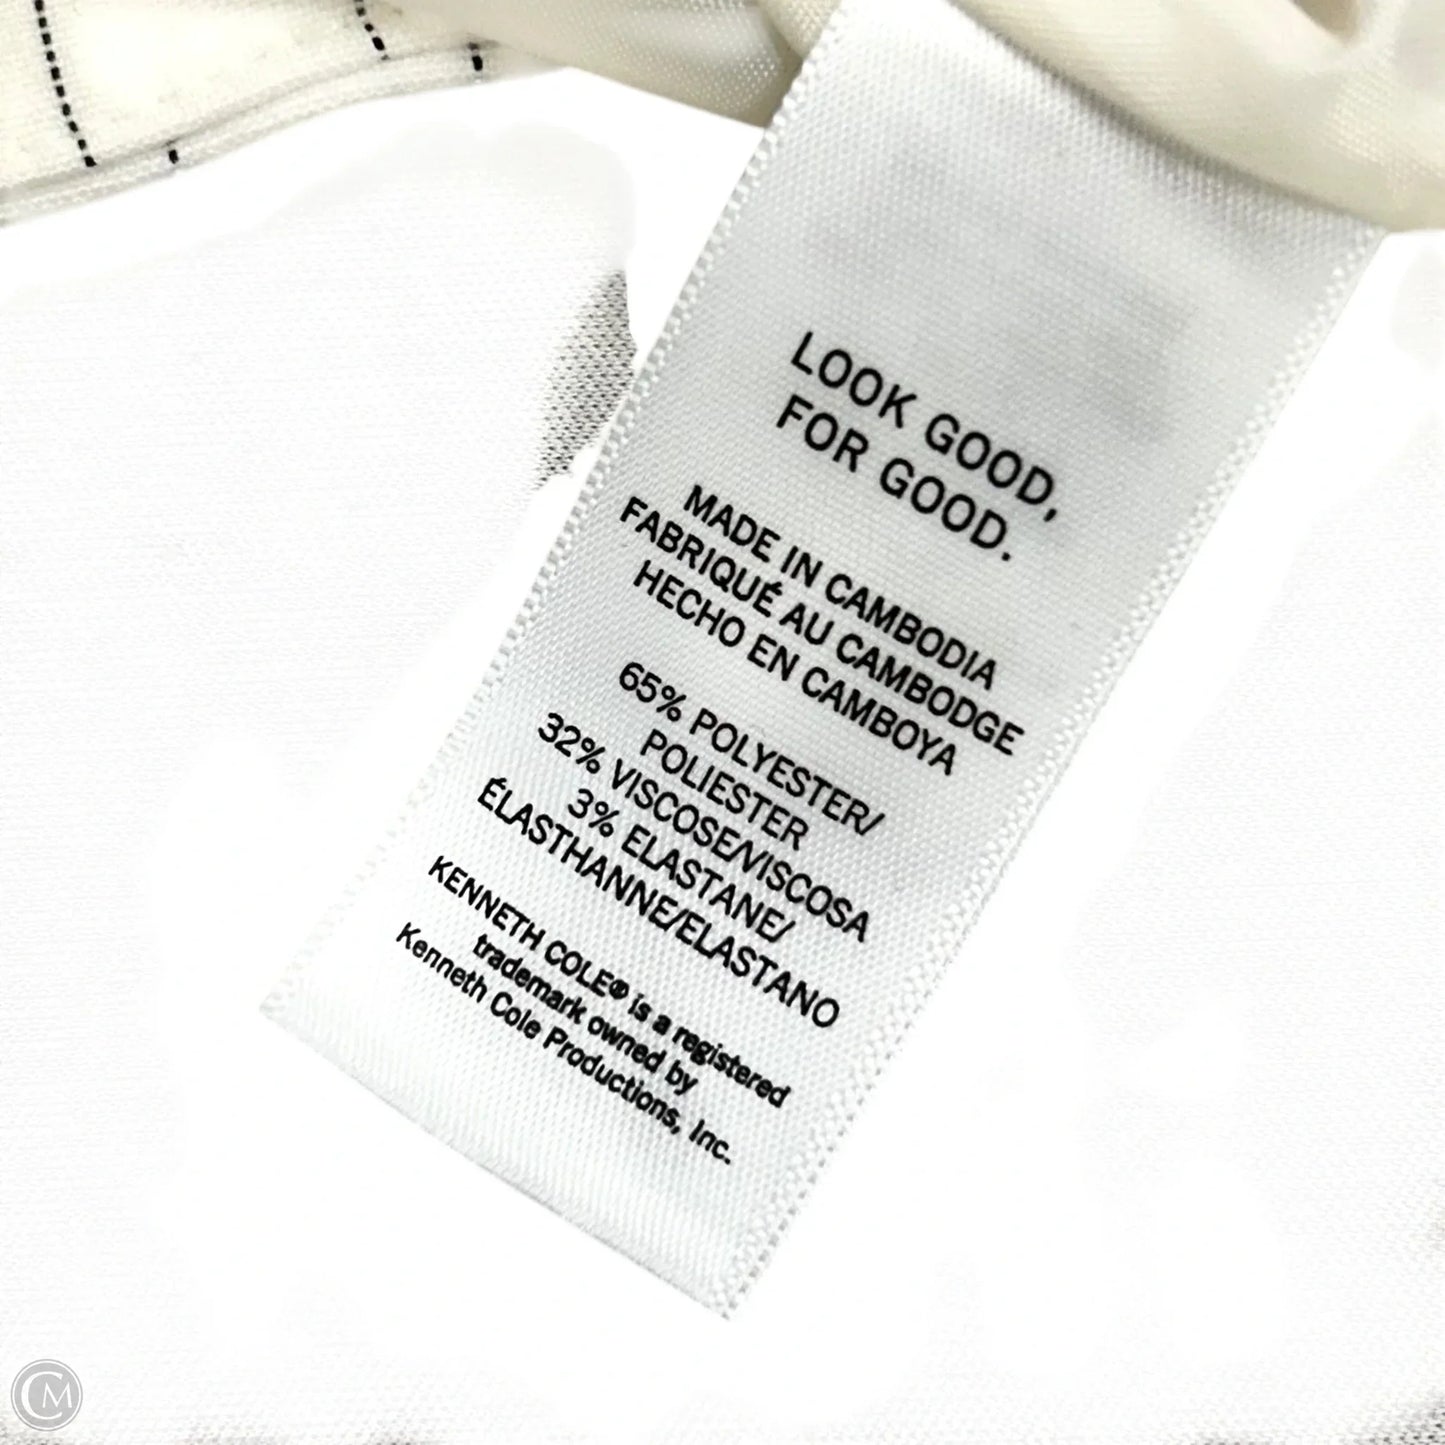 LOOK GOOD,
FOR GOOD.
MADE IN CAMBODIA
FABRIQUÉ AU CAMBODGE
HECHO EN CAMBOYA
65% POLYESTER/
POLIESTER
32% VISCOSE/VISCOSA
3% ELASTANE/
ÉLASTHANNE/ELASTANO
KENNETH COLE® is a registered
trademark owned by
Kenneth Cole Productions, Inc.
CM